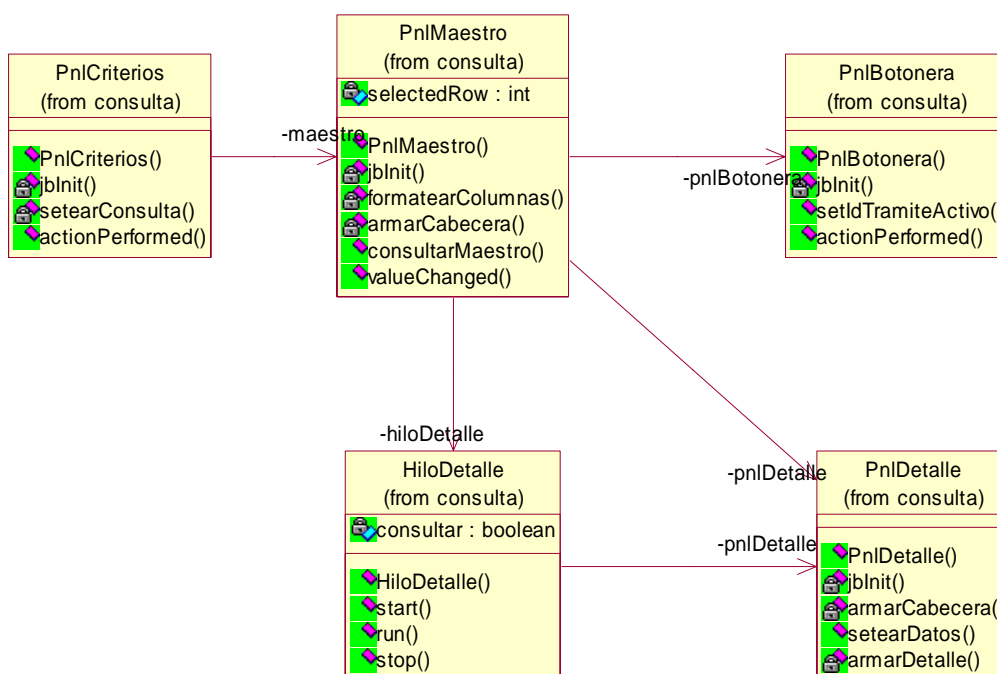 PnlCriterios
(from consulta)
PnlCriterios()
jbInit()
setearConsulta()
actionPerformed()
-maestro
PnlMaestro
(from consulta)
selectedRow : int
PnlMaestro()
jbInit()
formatearColumnas()
armarCabecera()
consultarMaestro()
valueChanged()
-pnlBotonera
PnlBotonera
(from consulta)
PnlBotonera()
jbInit()
setIdTramiteActivo(
actionPerformed()
-hiloDetalle
HiloDetalle
(from consulta)
consultar : boolean
HiloDetalle()
start()
run()
stop()
-pnlDetalle
-pnlDetalle
PnlDetalle
(from consulta)
PnlDetalle()
jbInit()
armarCabecera(
setearDatos()
armarDetalle()